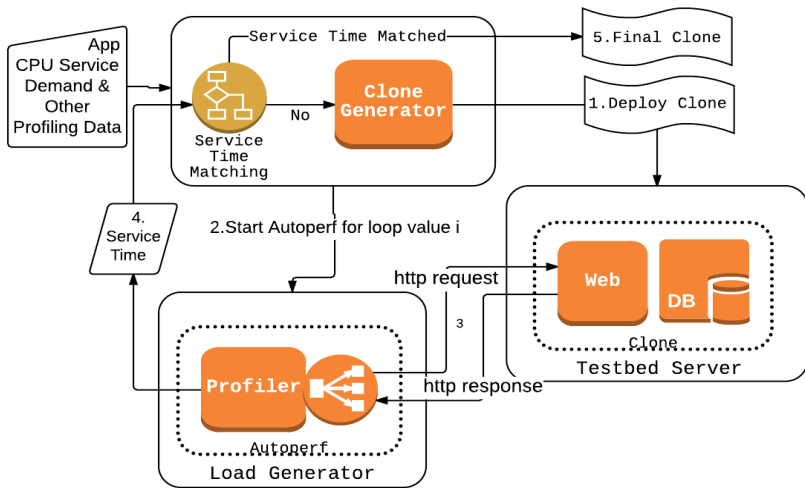 App
CPU Service
Demand &
Other
Profiling Data
Service Time Matched
5.Final Clone
Clone
Generator
1.Deploy Clone
No
Service
Time
Matching
4.
Service
Time
2.Start Autoperf for loop value i
http request
Web
DB
Clone
Testbed Server
3
http response
Profiler
Autoperf
Load Generator